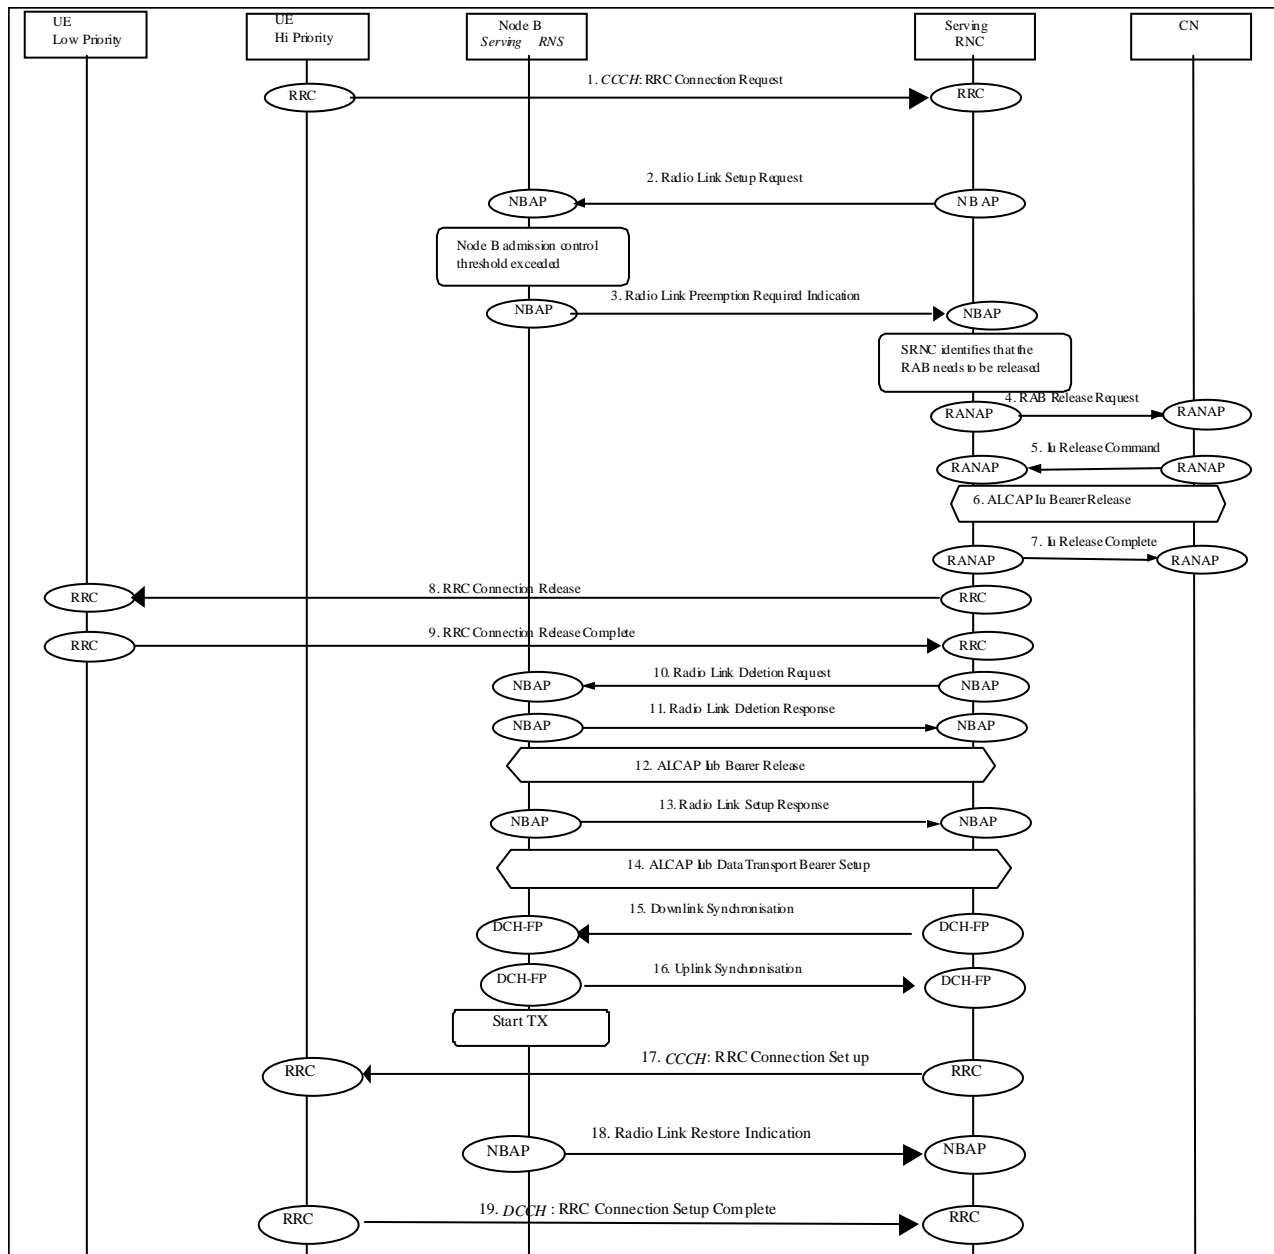 UE
Low Priority
UE
Hi Priority
Node B
Serving RNS
Serving
RNC
CN
1. CCCH: RRC Connection Request
RRC
RRC
2. Radio Link Setup Request
NBAP
NBAP
Node B admission control
threshold exceeded
3. Radio Link Preemption Required Indication
NBAP
NBAP
SRNC identifies that the
RAB needs to be released
4. RAB Release Request
RANAP
RANAP
5. Iu Release Command
RANAP
RANAP
6. ALCAP Iu Bearer Release
7. Iu Release Complete
RANAP
RANAP
8. RRC Connection Release
RRC
RRC
9. RRC Connection Release Complete
RRC
RRC
10. Radio Link Deletion Request
NBAP
NBAP
11. Radio Link Deletion Response
NBAP
NBAP
12. ALCAP Iub Bearer Release
13. Radio Link Setup Response
NBAP
NBAP
14. ALCAP Iub Data Transport Bearer Setup
15. Downlink Synchronisation
DCH-FP
DCH-FP
16. Uplink Synchronisation
DCH-FP
DCH-FP
Start TX
17. CCCH: RRC Connection Set up
RRC
RRC
18. Radio Link Restore Indication
NBAP
NBAP
19. DCCH : RRC Connection Setup Complete
RRC
RRC